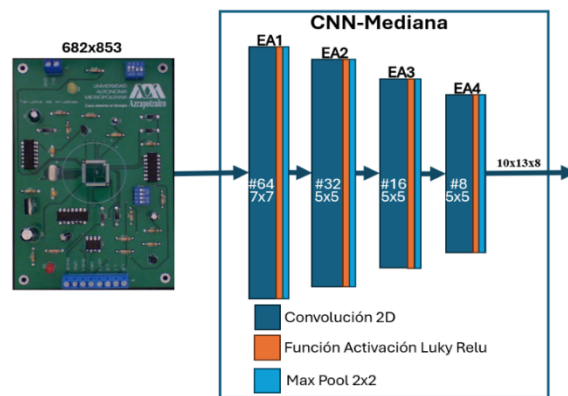 CNN-Mediana
682x853
UNIVERSIDAD
AUTONOMA
METROPOLITANA
Azcapotzalco
EA1
EA2
EA3
EA4
#64
7x7
#32
5x5
#16
5x5
#8
5x5
10x13x8
Convolución 2D
Función Activación Luky Relu
Max Pool 2x2